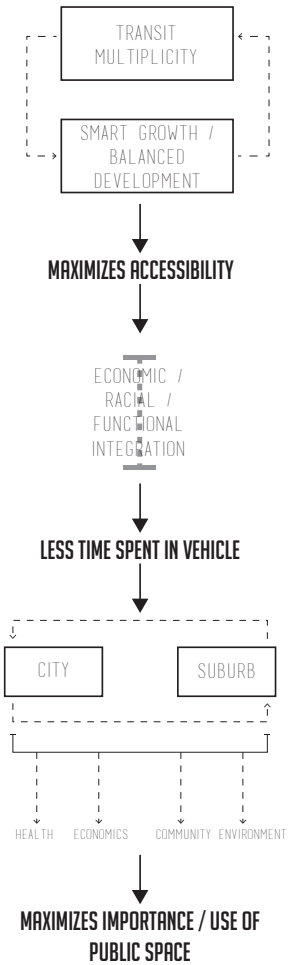 TRANSIT
MULTIPLICITY
SMART GROWTH /
BALANCED
DEVELOPMENT
MAXIMIZES ACCESSIBILITY
ECONOMIC /
RACIAL /
FUNCTIONAL
INTEGRATION
LESS TIME SPENT IN VEHICLE
CITY SUBURB
HEALTH ECONOMICS COMMUNITY ENVIRONMENT
MAXIMIZES IMPORTANCE / USE OF
PUBLIC SPACE